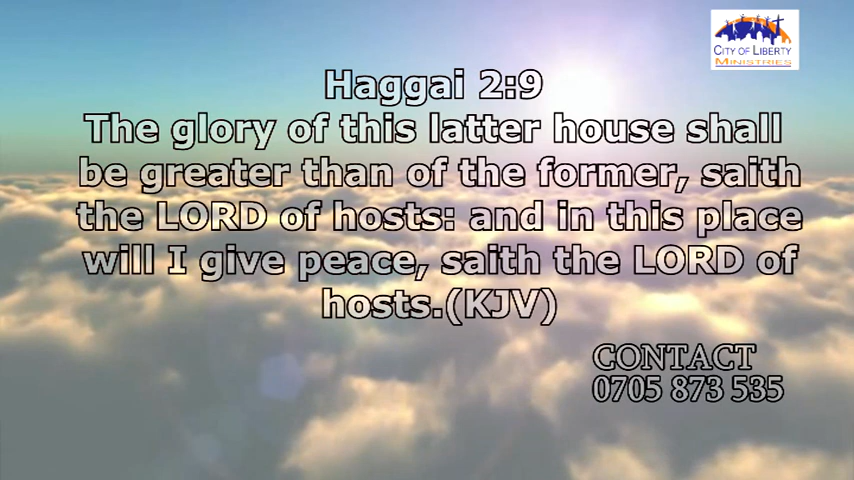 CITY OF LIBERTY
MINISTRIES
Haggai 2:9
The glory of this latter house shall
be greater than of the former, saith
the LORD of hosts: and in this place
will I give peace, saith the LORD of
hosts.(KJV)
CONTACT
0705 873 535